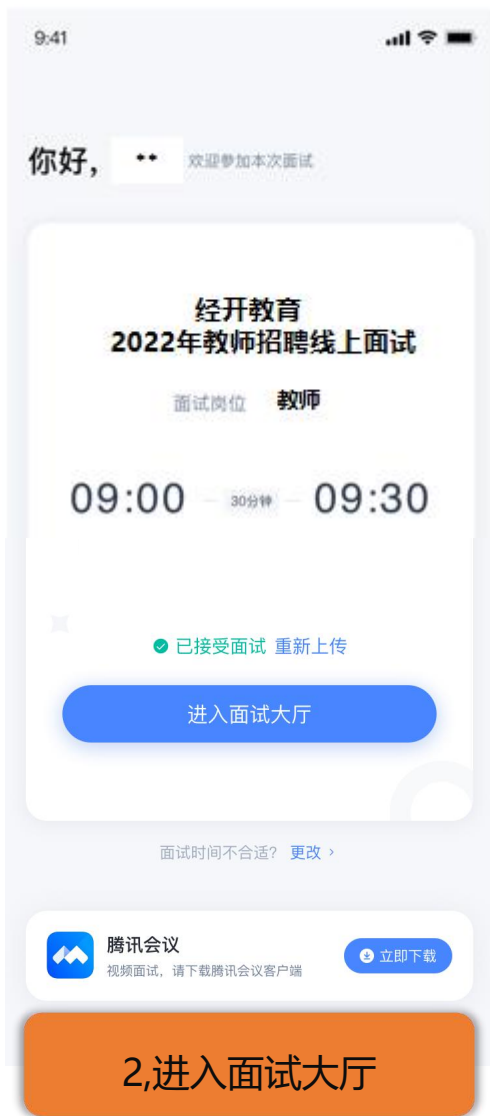 9:41
你好， ** 欢迎参加本次面试
经开教育
2022年教师招聘线上面试
面试岗位 教师
09:00 30分钟 09:30
已接受面试 重新上传
进入面试大厅
面试时间不合适? 更改 >
腾讯会议
视频面试，请下载腾讯会议客户端
立即下载
2,进入面试大厅